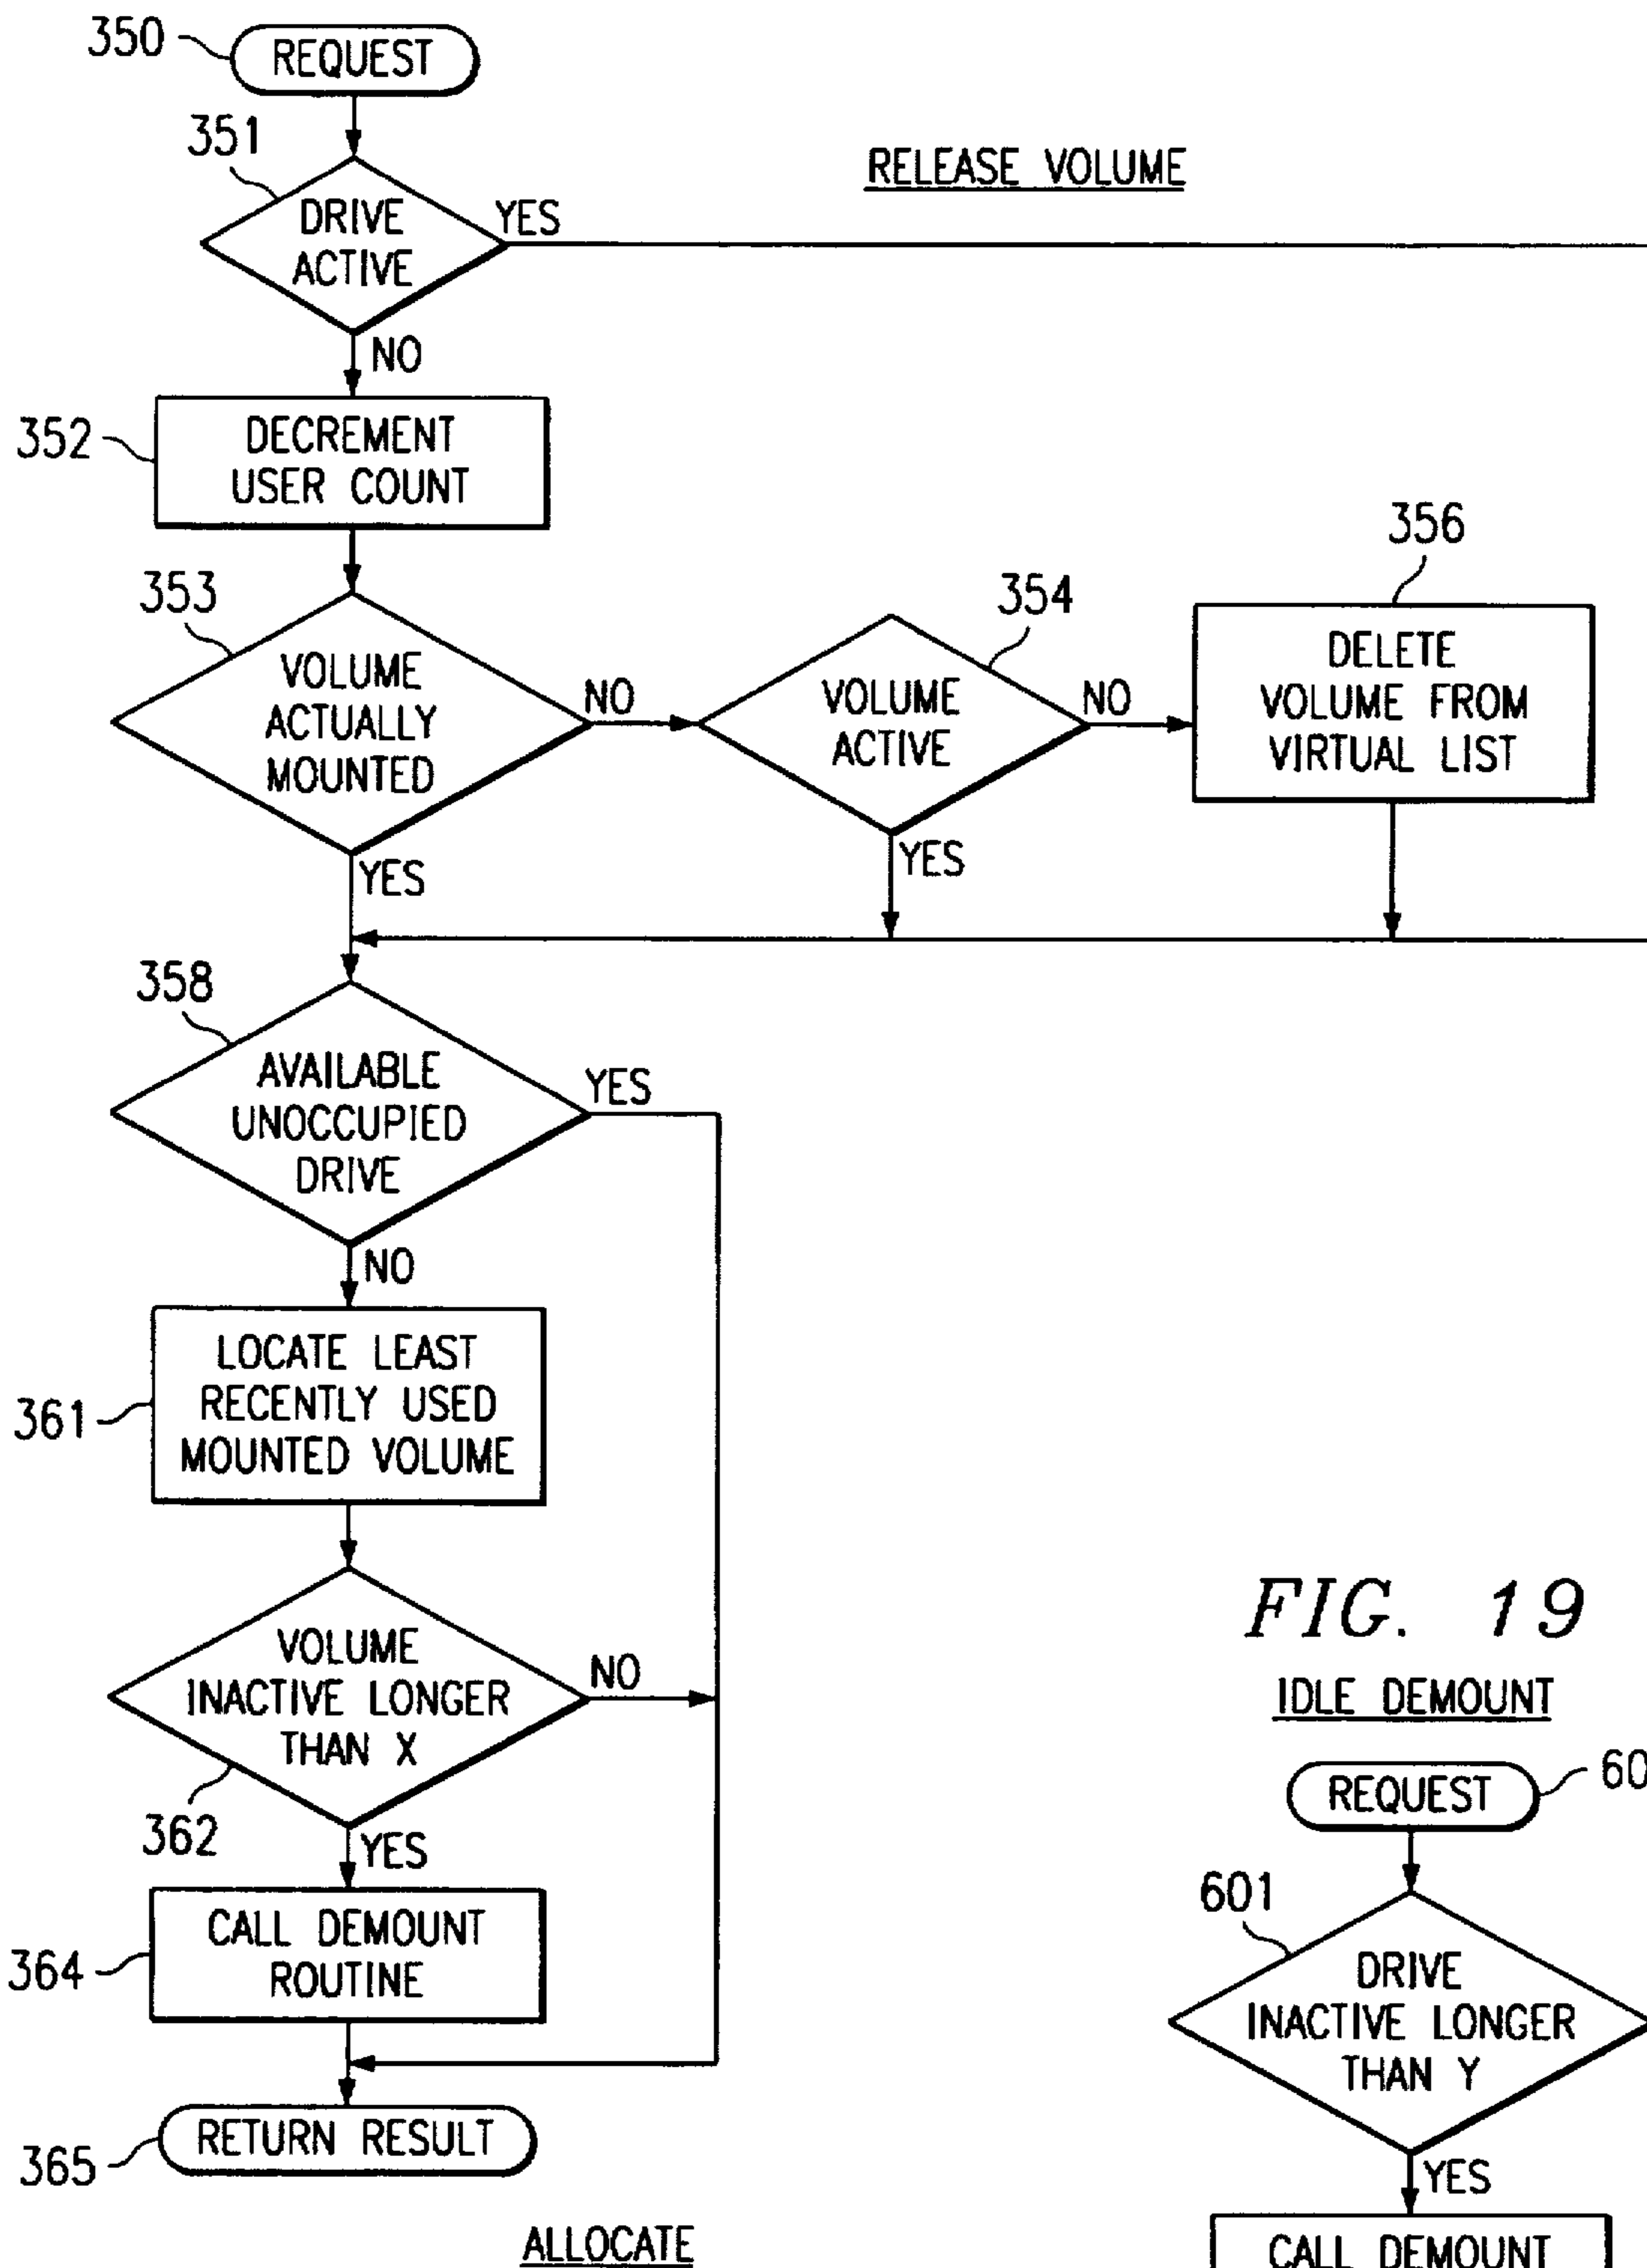 350
REQUEST
351
RELEASE VOLUME
DRIVE
ACTIVE
YES
NO
352
DECREMENT
USER COUNT
353
VOLUME
ACTUALLY
MOUNTED
NO
YES
354
VOLUME
ACTIVE
NO
YES
356
DELETE
VOLUME FROM
VIRTUAL LIST
358
AVAILABLE
UNOCCUPIED
DRIVE
YES
NO
361
LOCATE LEAST
RECENTLY USED
MOUNTED VOLUME
VOLUME
INACTIVE LONGER
THAN X
NO
362
YES
364
CALL DEMOUNT
ROUTINE
365
RETURN RESULT
ALLOCATE
FIG. 19
IDLE DEMOUNT
REQUEST
601
DRIVE
INACTIVE LONGER
THAN Y
YES
CALL DEMOUNT